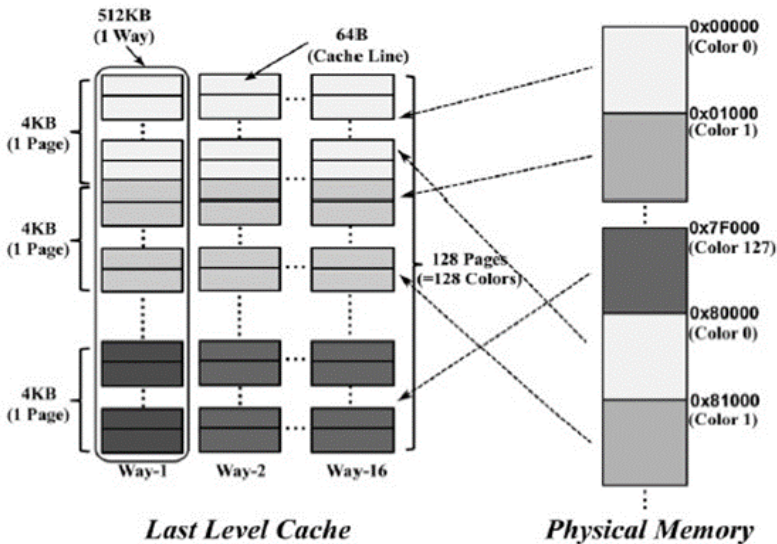 512KB
(1 Way)
64B
(Cache Line)
4KB
(1 Page)
4KB
(1 Page)
4KB
(1 Page)
128 Pages
(=128 Colors)
Way-1
Way-2
Way-16
Last Level Cache
0x00000
(Color 0)
0x01000
(Color 1)
0x7F000
(Color 127)
0x80000
(Color 0)
0x81000
(Color 1)
Physical Memory